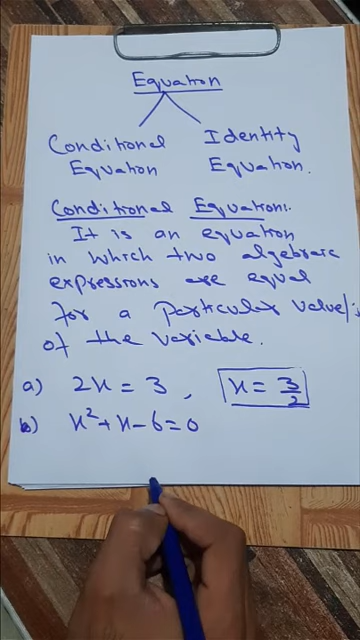 Equation
Conditional Identity
Equation Equation.
Conditional Equation:.
It is an equation
in which two algebraic
expressions are equal
for a particular value/s
of the variable.
a) 2x = 3 , x = 3/2
b) x² + x - 6 = 0